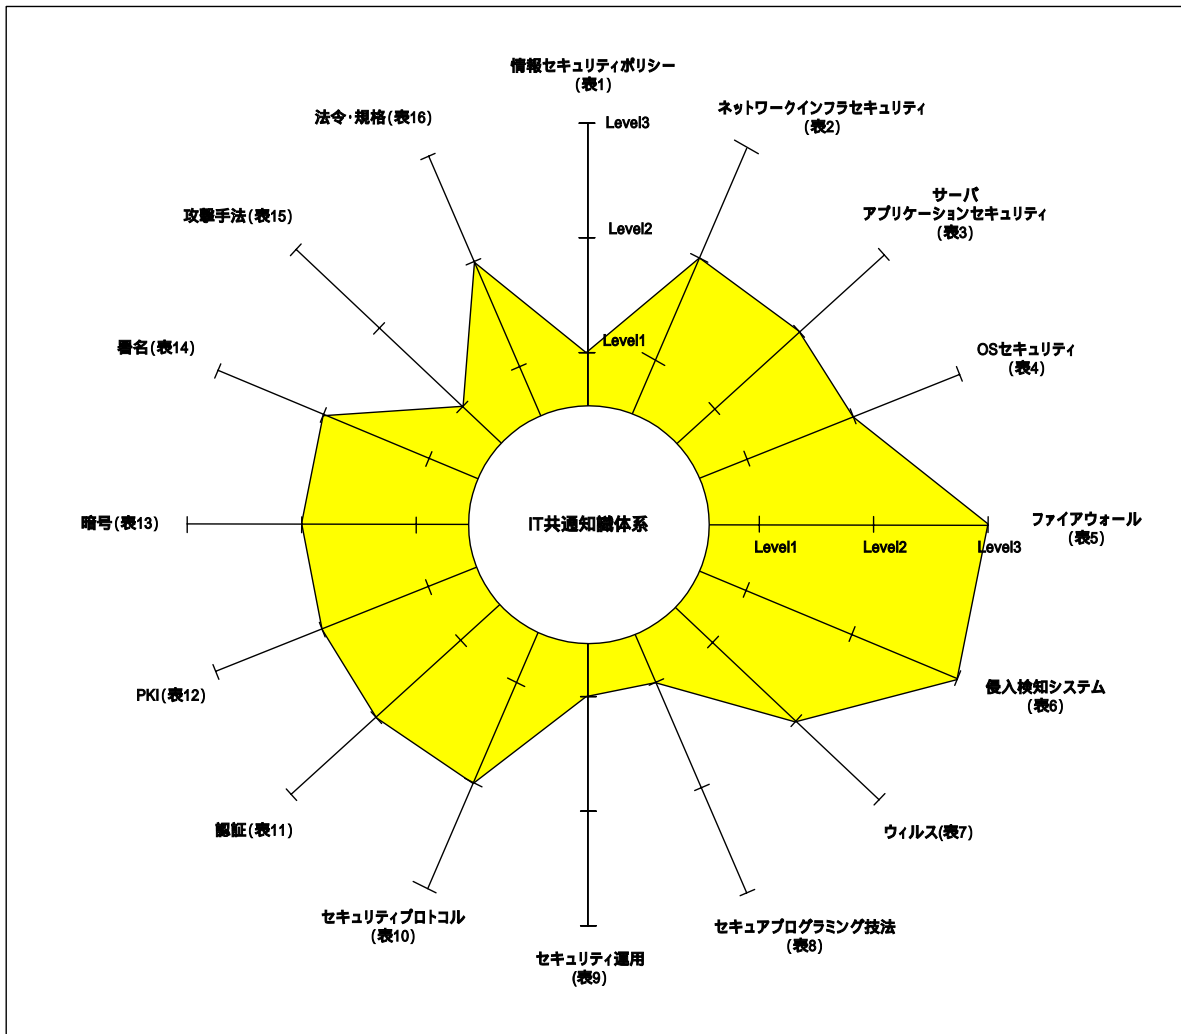 情報セキュリティポリシー
(表1)
Level3
Level2
Level1
ネットワークインフラセキュリティ
(表2)
サーバ
アプリケーションセキュリティ
(表3)
OSセキュリティ
(表4)
ファイアウォール
(表5)
Level1
Level2
Level3
侵入検知システム
(表6)
ウィルス(表7)
セキュアプログラミング技法
(表8)
セキュリティ運用
(表9)
セキュリティプロトコル
(表10)
認証(表11)
PKI(表12)
暗号(表13)
署名(表14)
攻撃手法(表15)
法令・規格(表16)
IT共通知識体系